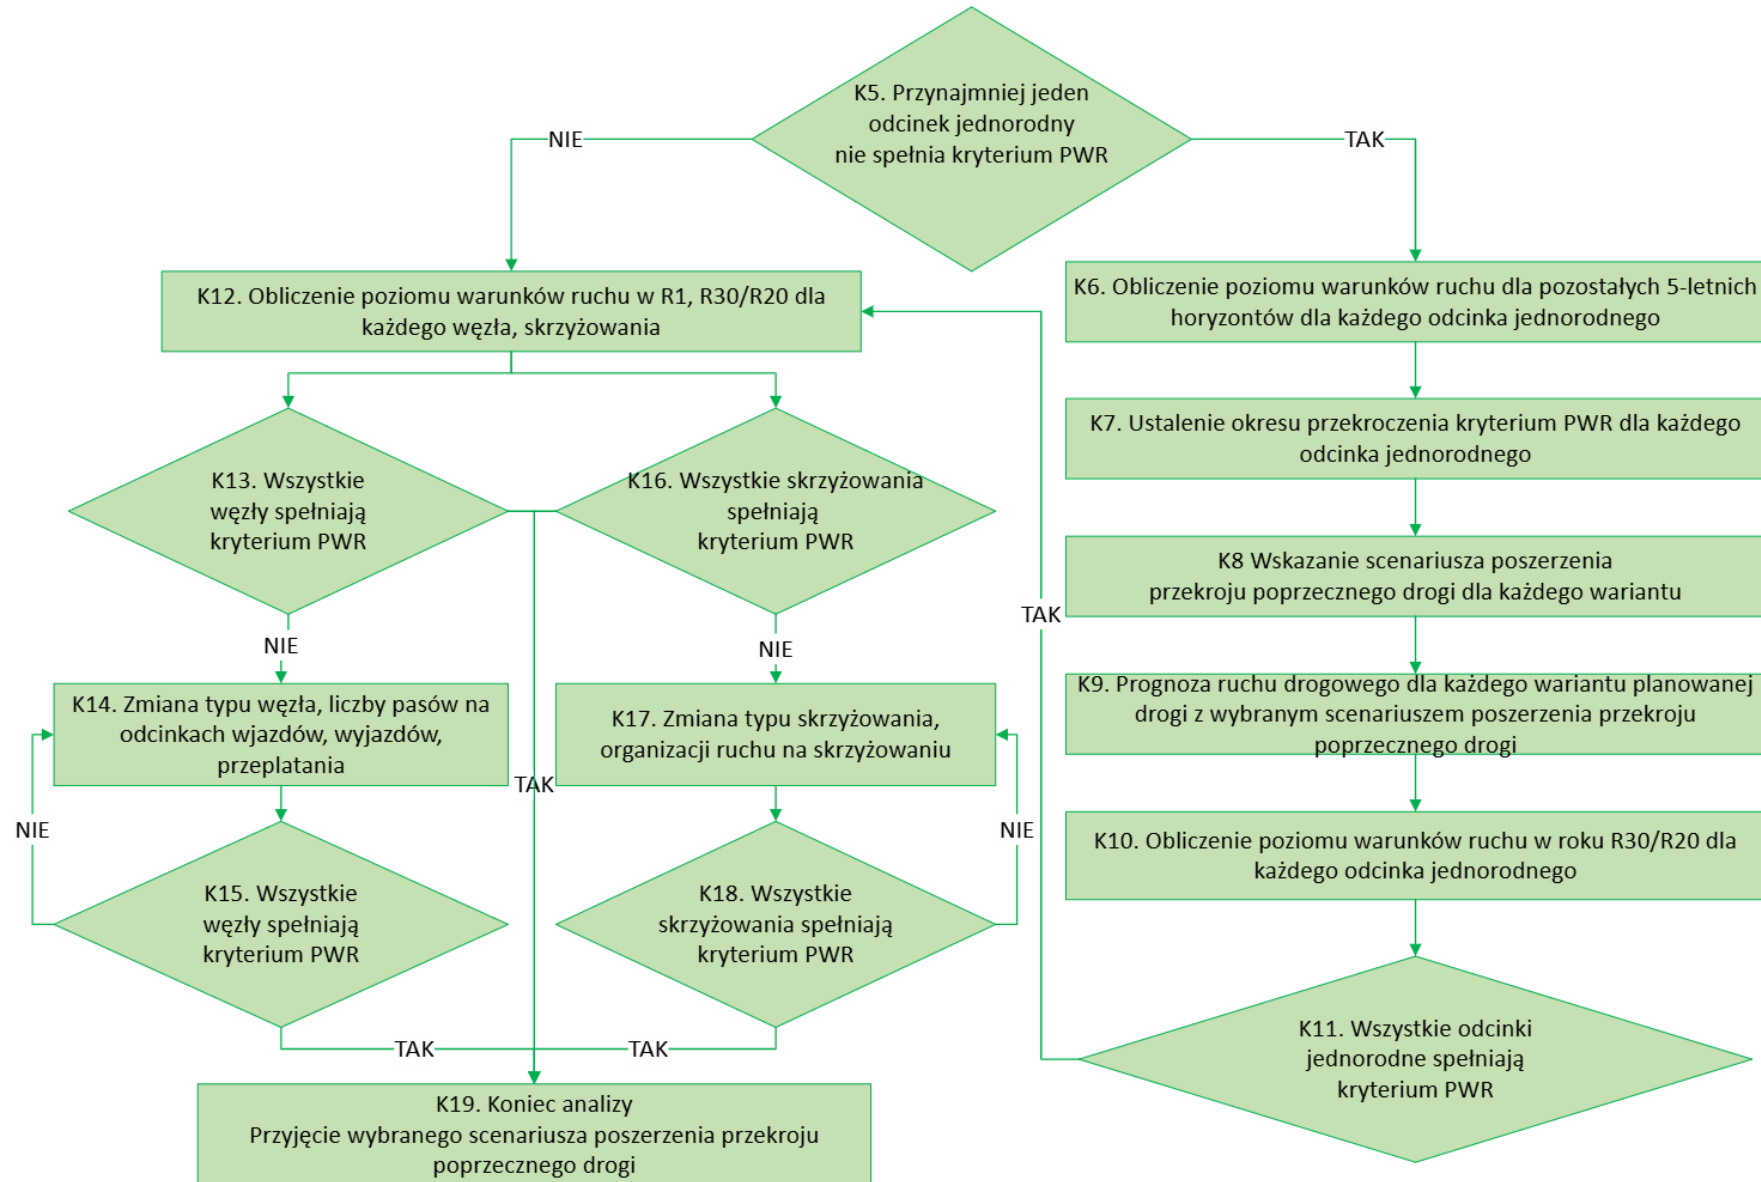 K5. Przynajmniej jeden
odcinek jednorodny
nie spełnia kryterium PWR
NIE
TAK
K12. Obliczenie poziomu warunków ruchu w R1, R30/R20 dla
każdego węzła, skrzyżowania
K6. Obliczenie poziomu warunków ruchu dla pozostałych 5-letnich
horyzontów dla każdego odcinka jednorodnego
K7. Ustalenie okresu przekroczenia kryterium PWR dla każdego
odcinka jednorodnego
K13. Wszystkie
węzły spełniają
kryterium PWR
K16. Wszystkie skrzyżowania
spełniają
kryterium PWR
K8 Wskazanie scenariusza poszerzenia
przekroju poprzecznego drogi dla każdego wariantu
TAK
NIE
NIE
K14. Zmiana typu węzła, liczby pasów na
odcinkach wjazdów, wyjazdów,
przeplatania
K17. Zmiana typu skrzyżowania,
organizacji ruchu na skrzyżowaniu
K9. Prognoza ruchu drogowego dla każdego wariantu planowanej
drogi z wybranym scenariuszem poszerzenia przekroju
poprzecznego drogi
TAK
NIE
NIE
K10. Obliczenie poziomu warunków ruchu w roku R30/R20 dla
każdego odcinka jednorodnego
K15. Wszystkie
węzły spełniają
kryterium PWR
K18. Wszystkie
skrzyżowania spełniają
kryterium PWR
K11. Wszystkie odcinki
jednorodne spełniają
kryterium PWR
TAK
TAK
K19. Koniec analizy
Przyjęcie wybranego scenariusza poszerzenia przekroju
poprzecznego drogi